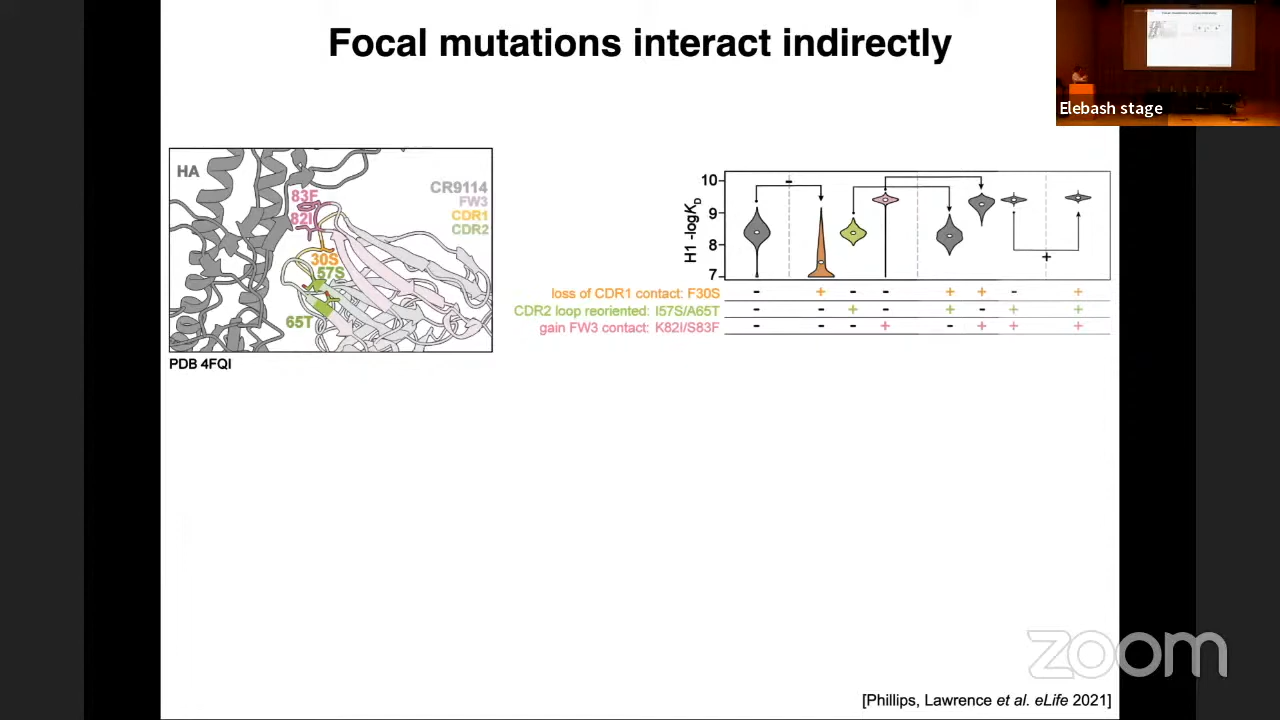 Focal mutations interact indirectly
Elebash stage
HA
83F
82I
30S
57S
65T
CR9114
FW3
CDR1
CDR2
PDB 4FQI
H1 -logKD
10
9
8
7
-
+
loss of CDR1 contact: F30S - + - - + + - +
CDR2 loop reoriented: I57S/A65T - - + - + - + +
gain FW3 contact: K82I/S83F - - - + - + + +
zoom
[Phillips, Lawrence et al. eLife 2021]